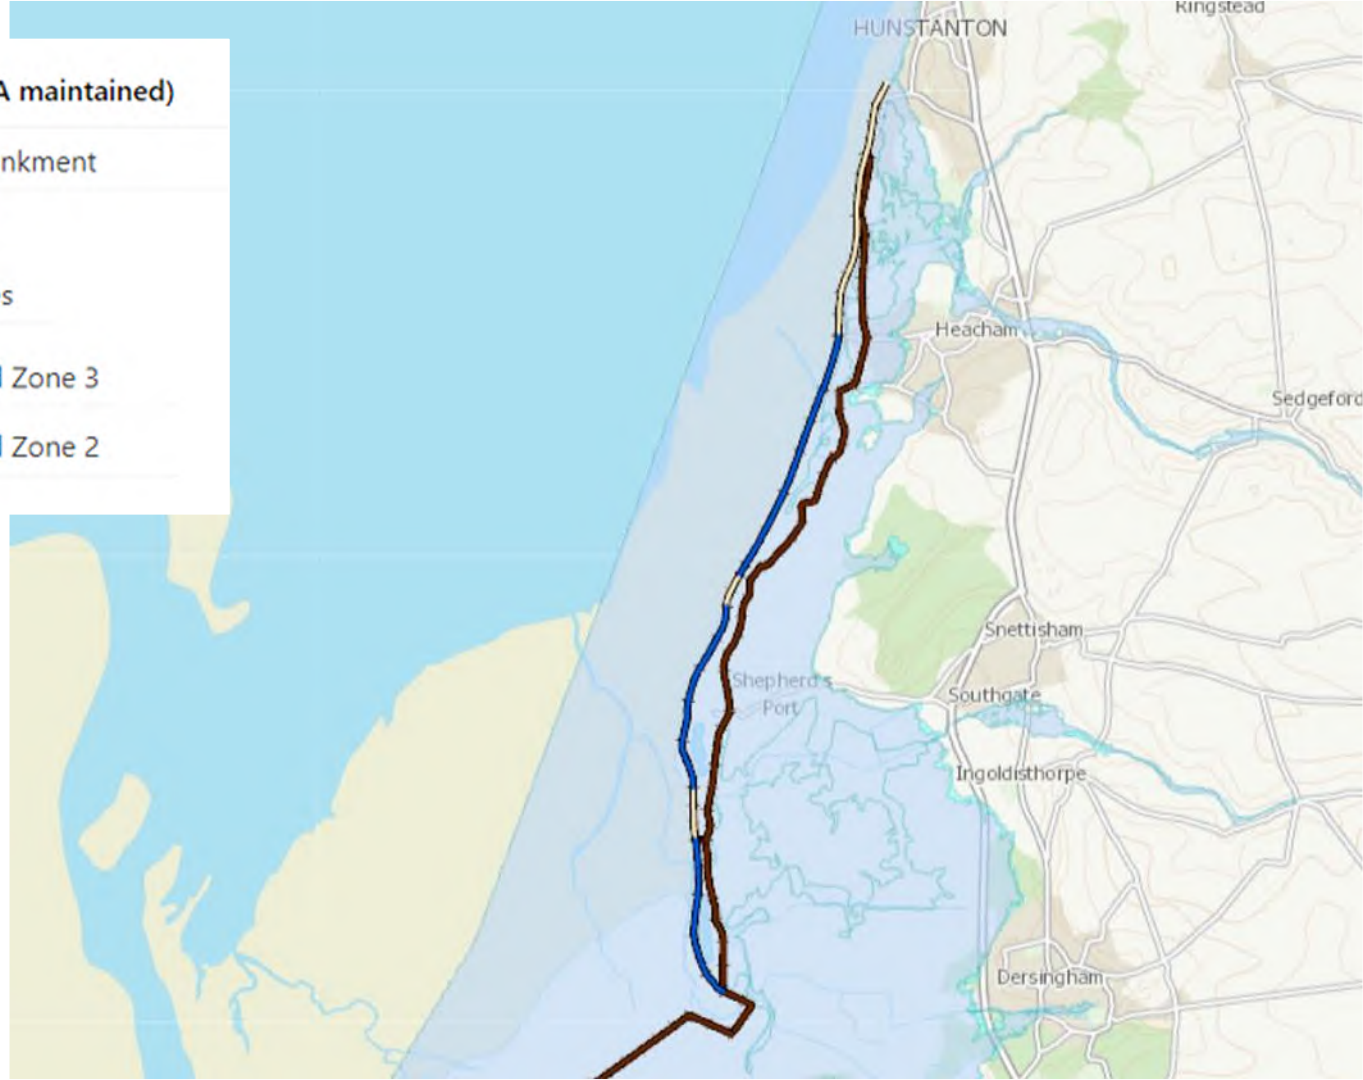 Ringstead
HUNSTANTON
A maintained)
nkment
s
Zone 3
Zone 2
Heacham
Sedgeford
Snettisham
Shepherd's
Port
Southgate
Ingoldisthorpe
Dersingham